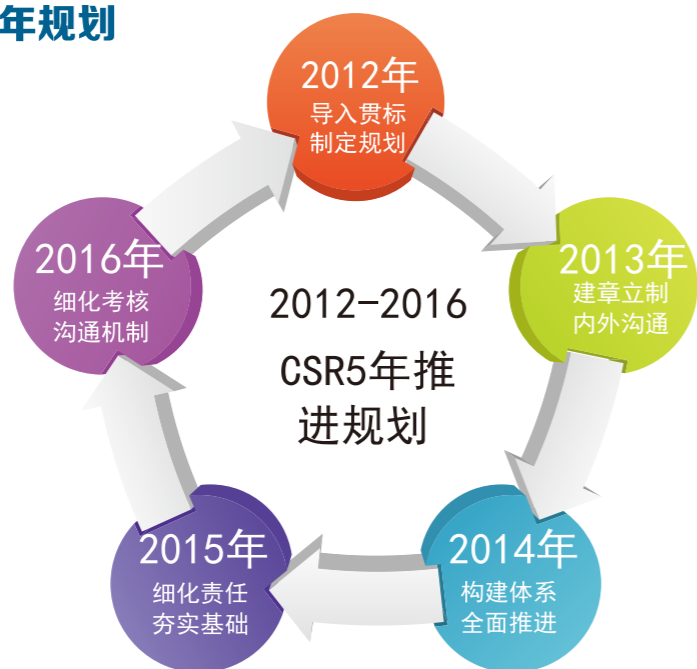 年规划
2012年
导入贯标
制定规划
2013年
建章立制
内外沟通
2014年
构建体系
全面推进
2015年
细化责任
夯实基础
2016年
细化考核
沟通机制
2012-2016
CSR5年推
进规划